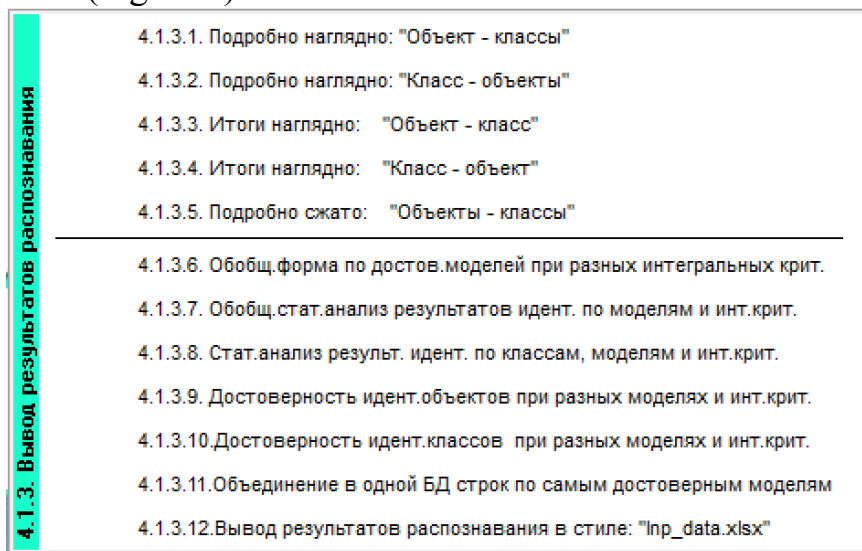 4.1.3. Вывод результатов распознавания
4.1.3.1. Подробно наглядно: "Объект - классы"
4.1.3.2. Подробно наглядно: "Класс - объекты"
4.1.3.3. Итоги наглядно: "Объект - класс"
4.1.3.4. Итоги наглядно: "Класс - объект"
4.1.3.5. Подробно сжато: "Объекты - классы"
4.1.3.6. Обобщ.форма по достов.моделей при разных интегральных крит.
4.1.3.7. Обобщ.стат.анализ результатов идент. по моделям и инт.крит.
4.1.3.8. Стат.анализ результ. идент. по классам, моделям и инт.крит.
4.1.3.9. Достоверность идент.объектов при разных моделях и инт.крит.
4.1.3.10.Достоверность идент.классов при разных моделях и инт.крит.
4.1.3.11.Объединение в одной БД строк по самым достоверным моделям
4.1.3.12.Вывод результатов распознавания в стиле: "Inp_data.xlsx"